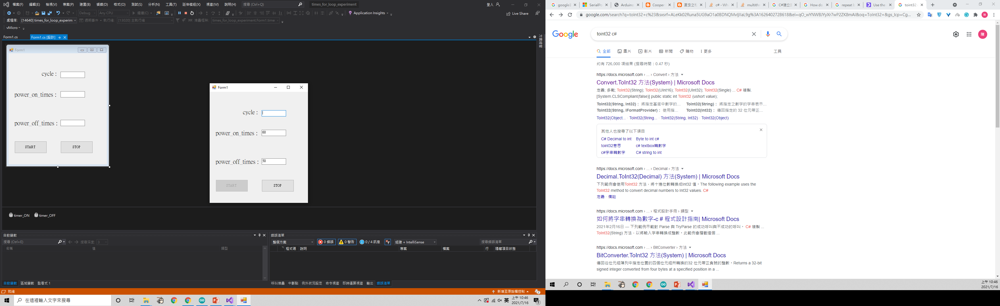 檔案(F) 編輯(E) 檢視(V) 專案(P) 建置(B) 偵錯(D) 格式(O) 測試(S) 分析(N) 工具(T) 延伸模組(X) 視窗(W) 說明(H) 搜尋 (Ctrl+Q) times_for_loop_experiment 登入
Debug Any CPU 繼續(C) Application Insights Live Share
處理序: [14640] times_for_loop_experim 週期事件 執行緒: [13020] 主執行緒 堆疊框架: times_for_loop_experiment.Form1.time
vMicro
Form1.cs Form1.cs [設計]
方案總管
Form1
cycle :
power_on_times :
power_off_times :
START STOP
Form1
cycle :
power_on_times : 60
power_off_times : 50
START STOP
timer_ON timer_OFF
自動變數
搜尋 (Ctrl+E) 搜尋深度: 3
名稱 值 類型
自動變數 區域變數 監看式 1
錯誤清單
整個方案 0 錯誤 0 警告 0 / 4 訊息 組建 + IntelliSense 搜尋錯誤清單
程式碼 說明 專案 檔案 行 隱藏項目狀態
呼叫堆疊 中斷點 例外狀況設定 命令視窗 即時運算視窗 輸出 錯誤清單
就緒 新增至原始檔控制 2
在這裡輸入文字來搜尋 英 上午 10:46
2021/7/16 3
google SerialPo Arduino Cooper 夏虫之 c# - Wh multithr C#建立 How do repeat b Use the toint32
google.com/search?q=toint32+c%23&sxsrf=ALeKk02Runa5UG9aO1a0BDNQMvIjIIaL9g%3A1626402728618&ei=qO_wYNWBJYyXr7wP2ZK8mAI&oq=ToInt32+&gs_lcp=Cg...
Google toint32 c# 陳
全部 圖片 影片 新聞 購物 更多 工具
約有 726,000 項結果 (搜尋時間：0.47 秒)
https://docs.microsoft.com › ... › Convert › 方法
Convert.ToInt32 方法(System) | Microsoft Docs
定義; 多載; ToInt32(String); ToInt32(UInt16); ToInt32(UInt32); ToInt32(Single) ... C# 複製.
[System.CLSCompliant(false)] public static int ToInt32 (ushort value);
ToInt32(String, Int32)： 將指定基底中數字的... ToInt32(String)： 將指定之數字的字串表示...
ToInt32(String, IFormatProvider)： 使用指... ToInt32(Int32)： 傳回指定的 32 位元帶正...
ToInt32(Object... · ToInt32(String... · ToInt32(String, Int32) · ToInt32(Object)
其他人也搜尋了以下項目
C# Decimal to int Byte to int c#
toint32意思 c# textbox轉數字
c#字串轉數字 C# string to int
https://docs.microsoft.com › ... › Decimal › 方法
Decimal.ToInt32(Decimal) 方法(System) | Microsoft Docs
下列範例會使用ToInt32 方法，將十進位數轉換成Int32 值。The following example uses the
ToInt32 method to convert decimal numbers to Int32 values. C#
定義 · 備註
https://docs.microsoft.com › ... › 程式設計手冊 › 類型
如何將字串轉換為數字-c # 程式設計指南| Microsoft Docs
2021年2月16日 — 下列範例示範對 Parse 與 TryParse 的成功呼叫與不成功的呼叫。 C# 複製 ...
ToInt32(String) 方法，以將輸入字串轉換成整數。此範例會攔截這個 ...
https://docs.microsoft.com › ... › BitConverter › 方法
BitConverter.ToInt32 方法(System) | Microsoft Docs
傳回從位元組陣列中指定位置的四個位元組所轉換的32 位元帶正負號的整數。Returns a 32-bit
signed integer converted from four bytes at a specified position in a ...
上午 10:46
2021/7/16